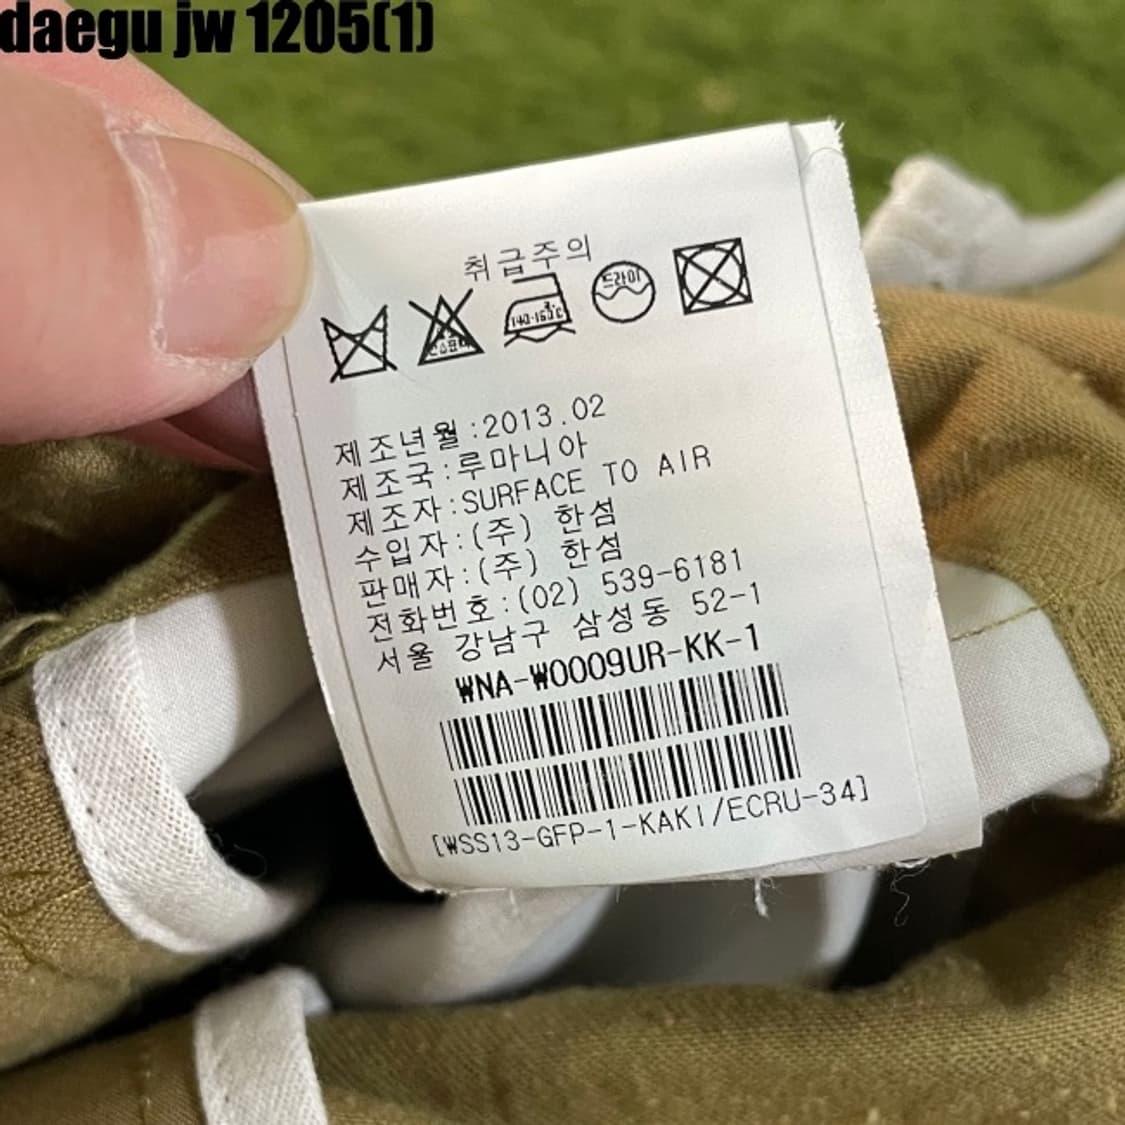 daegu jw 1205(1)
취급주의
140-160℃
드라이
제조년월:2013.02
제조국:루마니아
제조자:SURFACE TO AIR
수입자:(주) 한섬
판매자:(주) 한섬
전화번호:(02) 539-6181
서울 강남구 삼성동 52-1
WNA-W0009UR-KK-1
[WSS13-GFP-1-KAKI/ECRU-34]